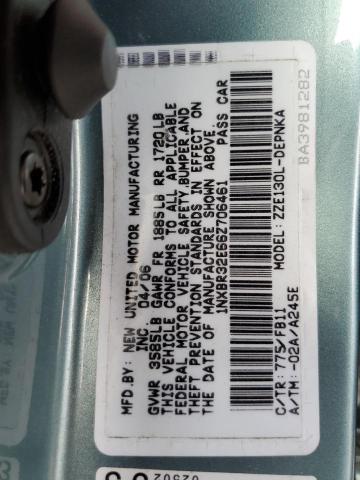 MFD.BY: NEW UNITED MOTOR MANUFACTURING
INC. 04/06
GVWR 3585LB GAWR FR 1885LB RR 1720LB
THIS VEHICLE CONFORMS TO ALL APPLICABLE
FEDERAL MOTOR VEHICLE SAFETY,BUMPER,AND
THEFT PREVENTION STANDARDS IN EFFECT ON
THE DATE OF MANUFACTURE SHOWN ABOVE.
1NXBR32E66Z706461 PASS CAR
C/TR: 775/FB11 MODEL: ZZE130L-DEPNKA
A/TM: -02A/A245E
BA3981282
02502